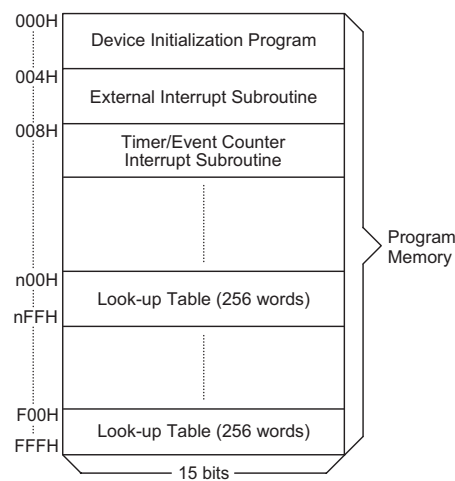 000H
Device Initialization Program
004H
External Interrupt Subroutine
008H
Timer/Event Counter
Interrupt Subroutine
Program
Memory
n00H
Look-up Table (256 words)
nFFH
F00H
Look-up Table (256 words)
FFFH
15 bits